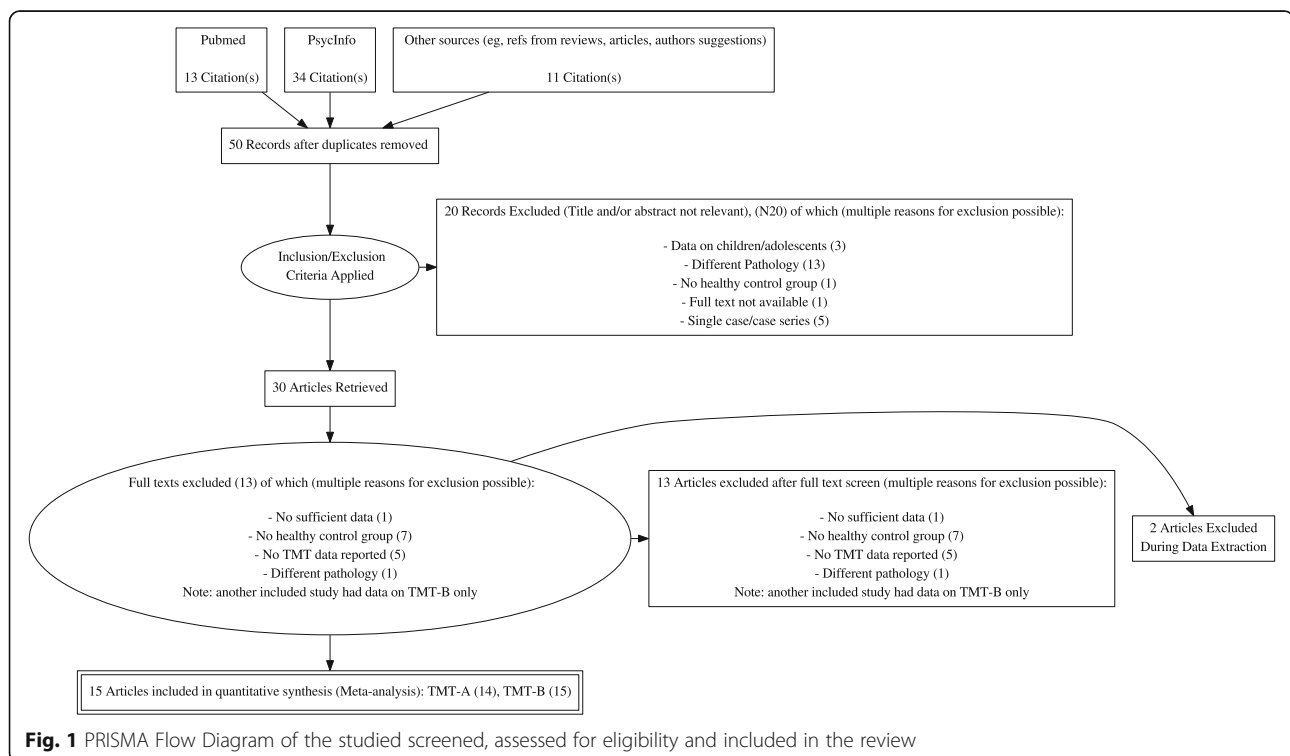 Pubmed
13 Citation(s)
PsycInfo
34 Citation(s)
Other sources (eg, refs from reviews, articles, authors suggestions)
11 Citation(s)
50 Records after duplicates removed
Inclusion/Exclusion
Criteria Applied
20 Records Excluded (Title and/or abstract not relevant), (N20) of which (multiple reasons for exclusion possible):
- Data on children/adolescents (3)
- Different Pathology (13)
- No healthy control group (1)
- Full text not available (1)
- Single case/case series (5)
30 Articles Retrieved
Full texts excluded (13) of which (multiple reasons for exclusion possible):
- No sufficient data (1)
- No healthy control group (7)
- No TMT data reported (5)
- Different pathology (1)
Note: another included study had data on TMT-B only
13 Articles excluded after full text screen (multiple reasons for exclusion possible):
- No sufficient data (1)
- No healthy control group (7)
- No TMT data reported (5)
- Different pathology (1)
Note: another included study had data on TMT-B only
2 Articles Excluded
During Data Extraction
15 Articles included in quantitative synthesis (Meta-analysis): TMT-A (14), TMT-B (15)
Fig. 1 PRISMA Flow Diagram of the studied screened, assessed for eligibility and included in the review